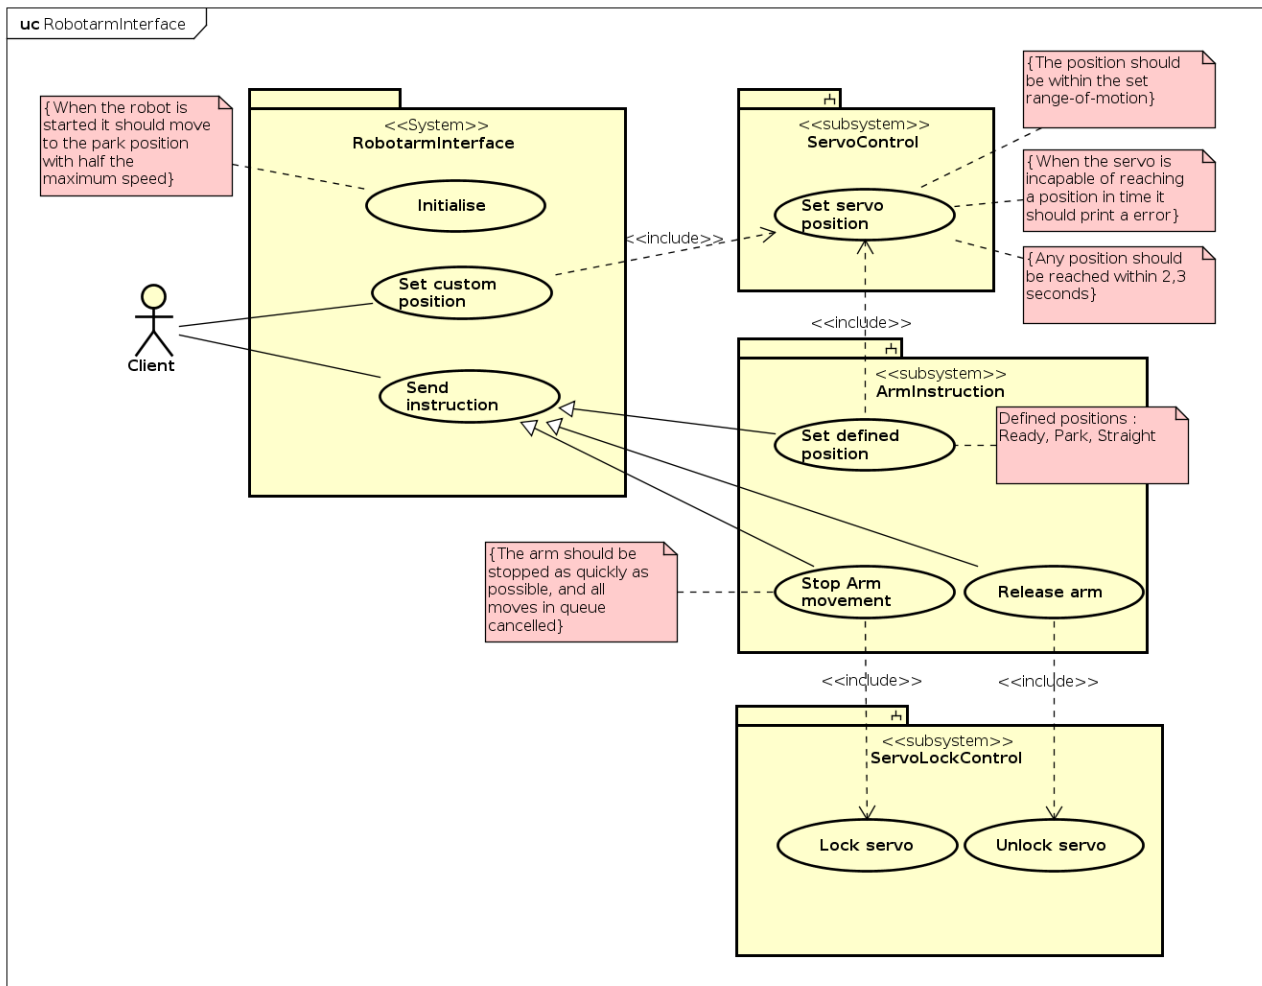 uc RobotarmInterface
{When the robot is
started it should move
to the park position
with half the
maximum speed}
<<System>>
RobotarmInterface
Initialise
Set custom
position
Send
instruction
Client
<<include>>
<<subsystem>>
ServoControl
Set servo
position
{The position should
be within the set
range-of-motion}
{When the servo is
incapable of reaching
a position in time it
should print a error}
{Any position should
be reached within 2,3
seconds}
<<include>>
<<subsystem>>
ArmInstruction
Set defined
position
Defined positions :
Ready, Park, Straight
{The arm should be
stopped as quickly as
possible, and all
moves in queue
cancelled}
Stop Arm
movement
Release arm
<<include>>
<<include>>
<<subsystem>>
ServoLockControl
Lock servo
Unlock servo